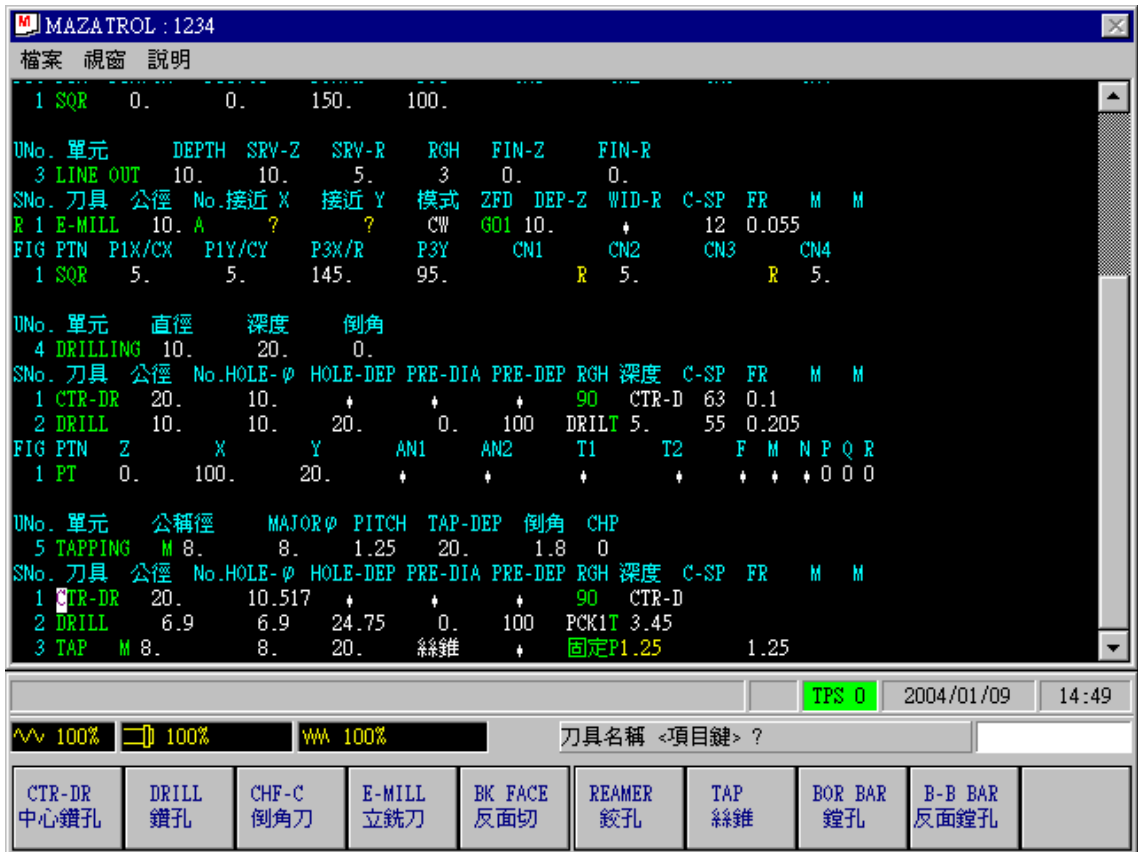 MAZATROL : 1234
檔案 視窗 說明
1 SQR 0. 0. 150. 100.
UNo. 單元 DEPTH SRV-Z SRV-R RGH FIN-Z FIN-R
3 LINE OUT 10. 10. 5. 3 0. 0.
SNo. 刀具 公徑 No.接近 X 接近 Y 模式 ZFD DEP-Z WID-R C-SP FR M M
R 1 E-MILL 10. A ? ? CW G01 10. ♦ 12 0.055
FIG PTN P1X/CX P1Y/CY P3X/R P3Y CN1 CN2 CN3 CN4
1 SQR 5. 5. 145. 95. R 5. R 5.
UNo. 單元 直徑 深度 倒角
4 DRILLING 10. 20. 0.
SNo. 刀具 公徑 No.HOLE-φ HOLE-DEP PRE-DIA PRE-DEP RGH 深度 C-SP FR M M
1 CTR-DR 20. 10. ♦ ♦ ♦ 90 CTR-D 63 0.1
2 DRILL 10. 10. 20. 0. 100 DRILT 5. 55 0.205
FIG PTN Z X Y AN1 AN2 T1 T2 F M N P Q R
1 PT 0. 100. 20. ♦ ♦ ♦ ♦ ♦ ♦ ♦ 0 0 0
UNo. 單元 公稱徑 MAJORφ PITCH TAP-DEP 倒角 CHP
5 TAPPING M 8. 8. 1.25 20. 1.8 0
SNo. 刀具 公徑 No.HOLE-φ HOLE-DEP PRE-DIA PRE-DEP RGH 深度 C-SP FR M M
1 CTR-DR 20. 10.517 ♦ ♦ ♦ 90 CTR-D
2 DRILL 6.9 6.9 24.75 0. 100 PCK1T 3.45
3 TAP M 8. 8. 20. 絲錐 ♦ 固定P1.25 1.25
TPS 0 2004/01/09 14:49
100% 100% 100% 刀具名稱 <項目鍵> ?
CTR-DR DRILL CHF-C E-MILL BK FACE REAMER TAP BOR BAR B-B BAR
中心鑽孔 鑽孔 倒角刀 立銑刀 反面切 鉸孔 絲錐 鏜孔 反面鏜孔